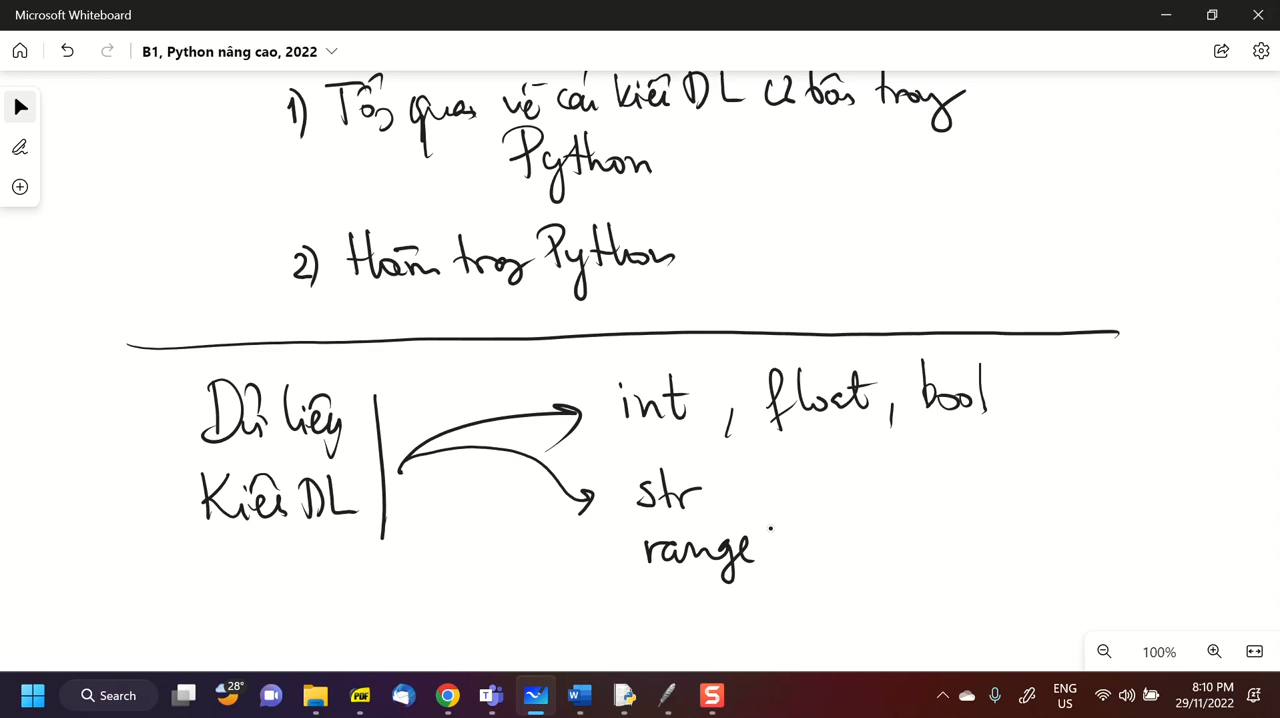 Microsoft Whiteboard
B1, Python nâng cao, 2022
1) Tổng quan về các kiểu DL cơ bản trong
Python
2) Hàm trong Python
Dữ liệu
Kiểu DL
int , float, bool
str
range
100%
Search
28°
ENG
US
8:10 PM
29/11/2022